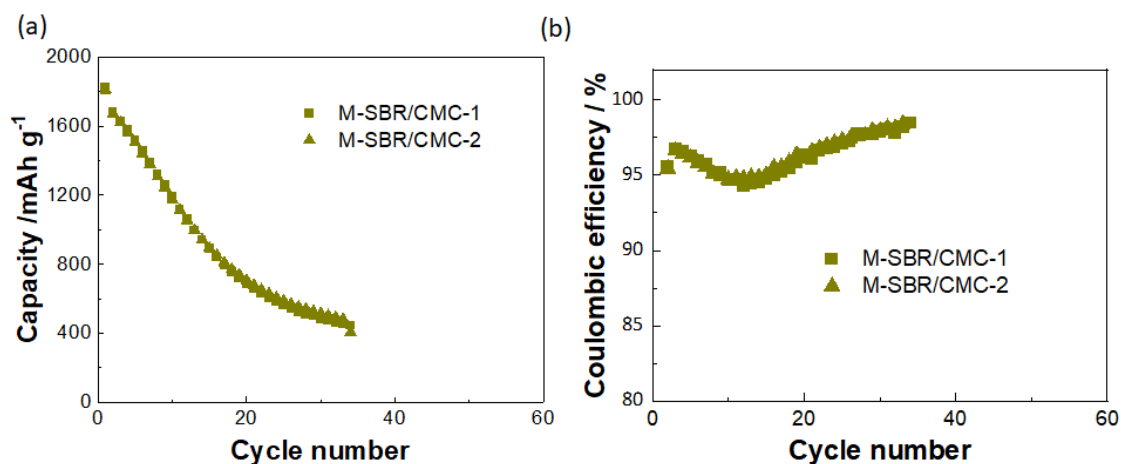 (a)
2000
1600
1200
800
400
0
Capacity /mAh g⁻¹
M-SBR/CMC-1
M-SBR/CMC-2
0 20 40 60
Cycle number
(b)
100
95
90
85
80
Coulombic efficiency / %
M-SBR/CMC-1
M-SBR/CMC-2
0 20 40 60
Cycle number